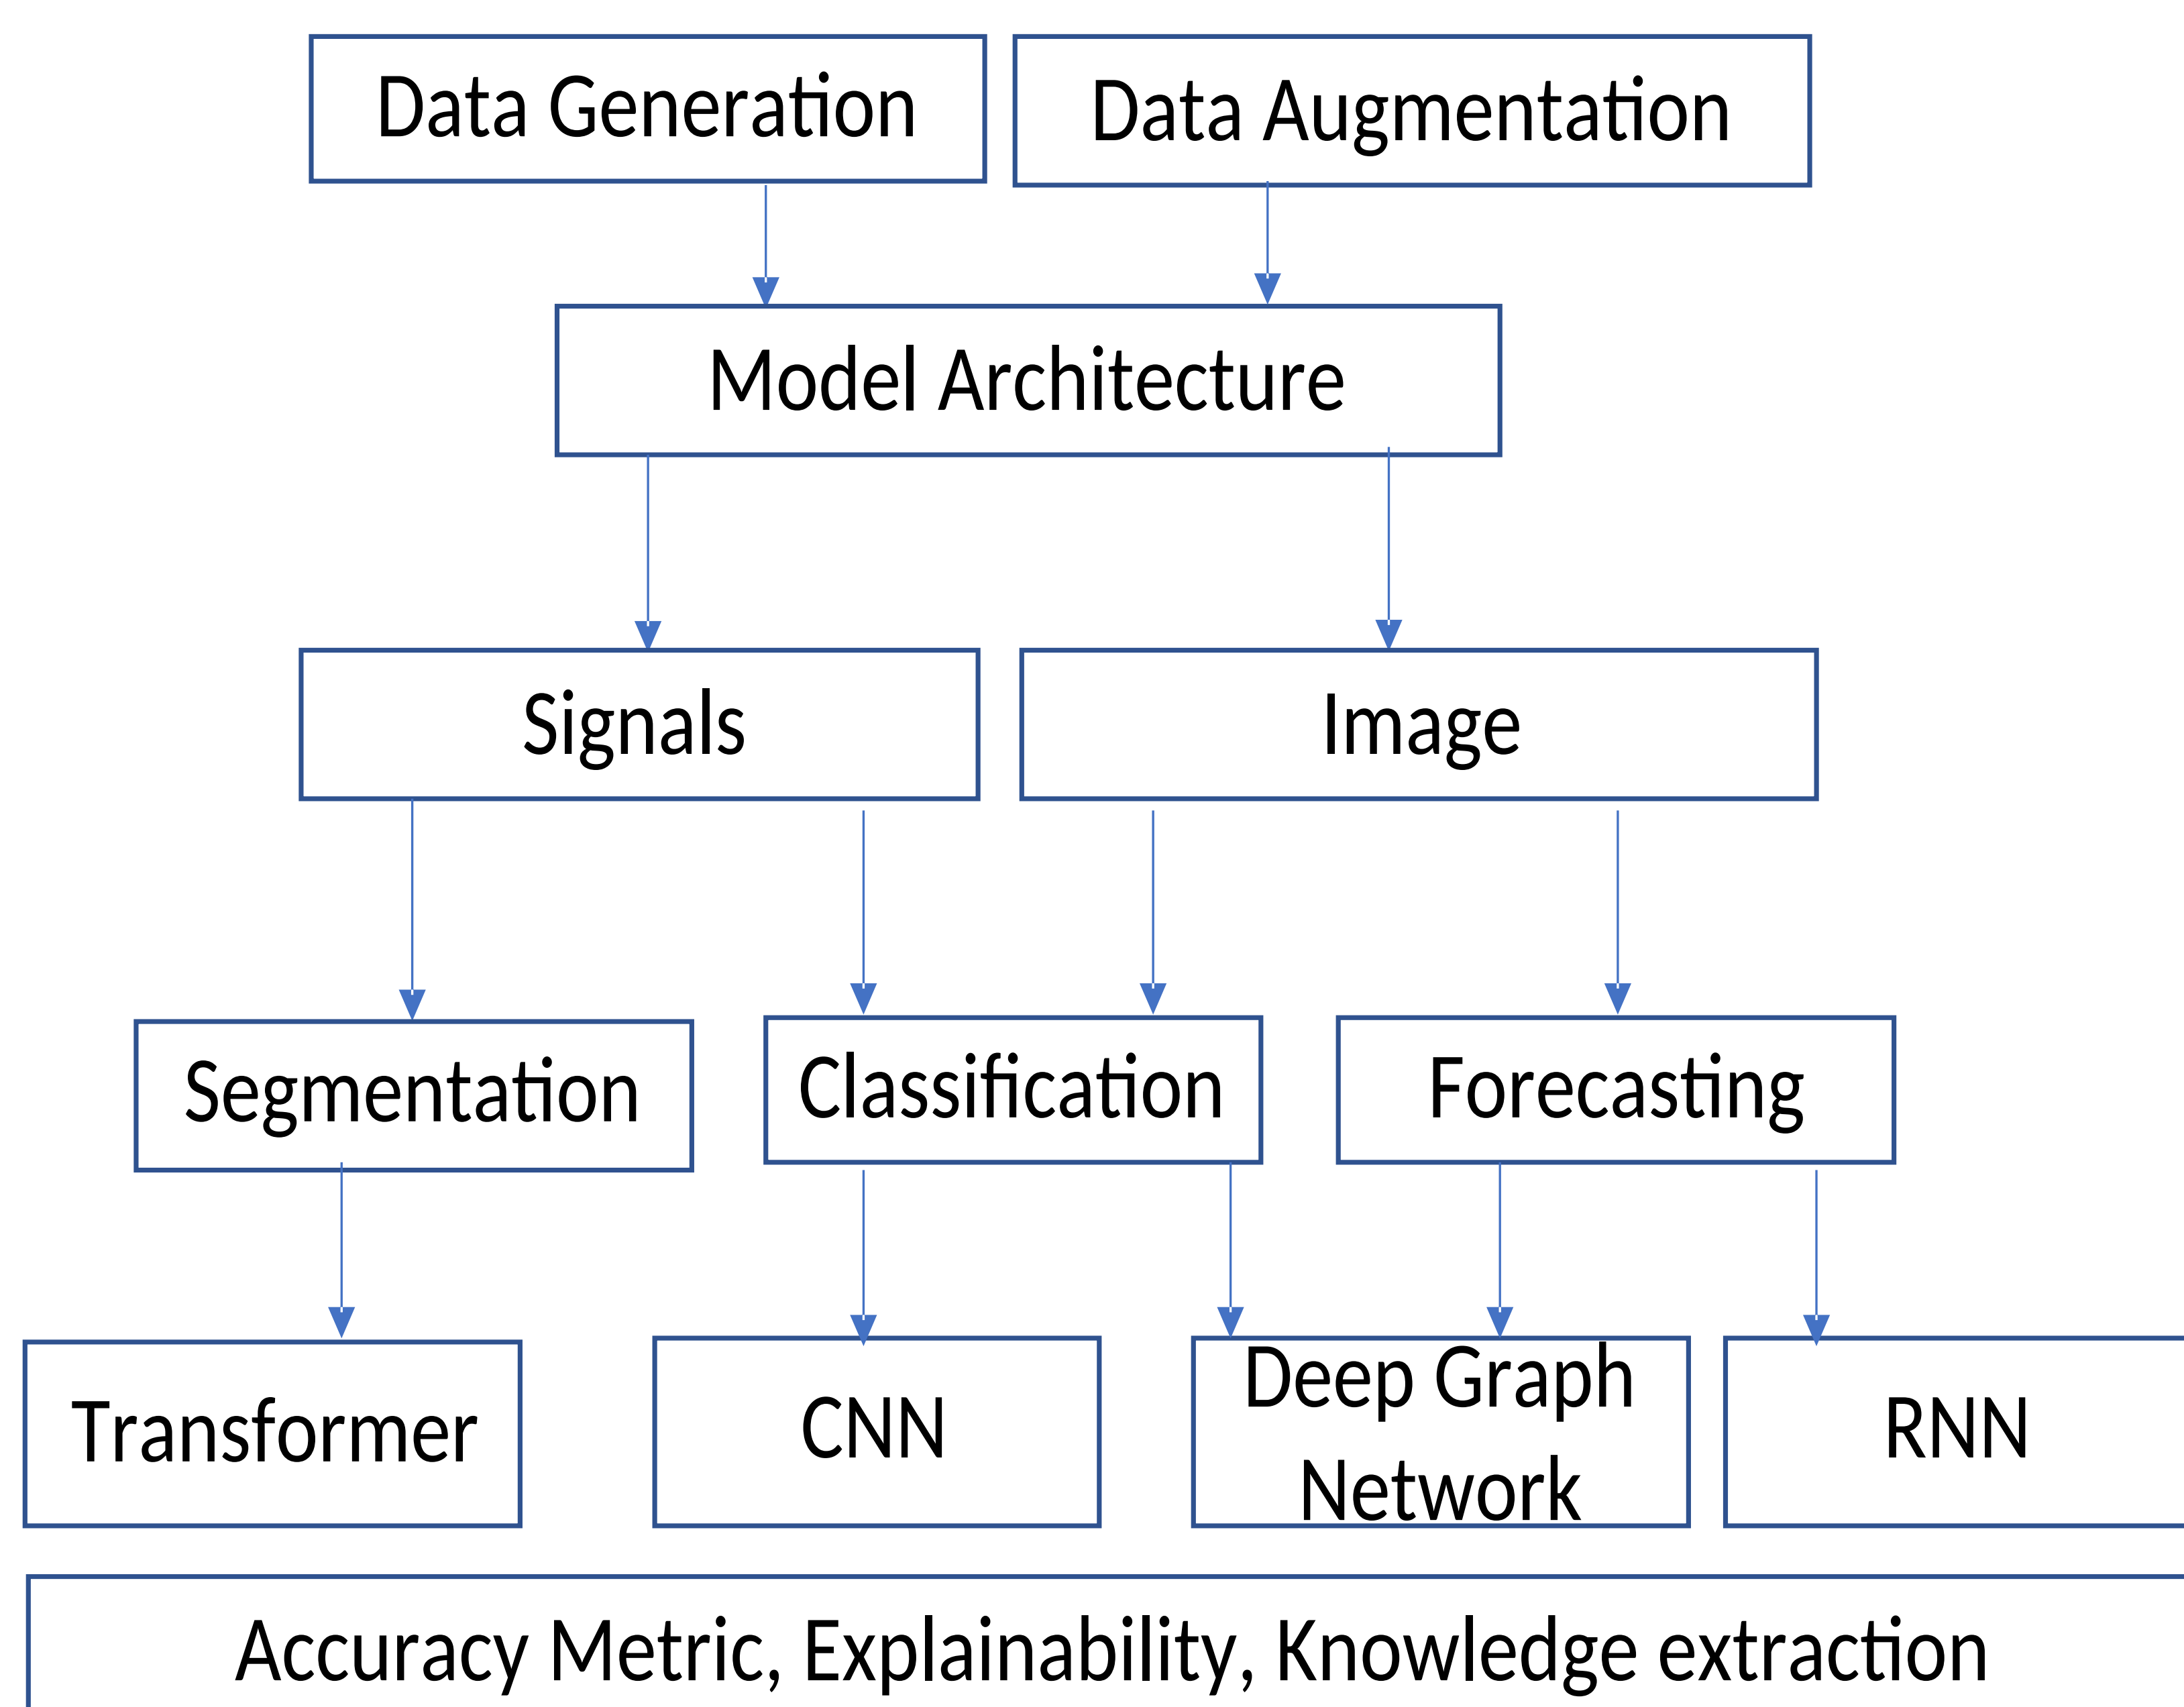 Data Generation
Data Augmentation
Model Architecture
Signals
Image
Segmentation
Classification
Forecasting
Transformer
CNN
Deep Graph
Network
RNN
Accuracy Metric, Explainability, Knowledge extraction